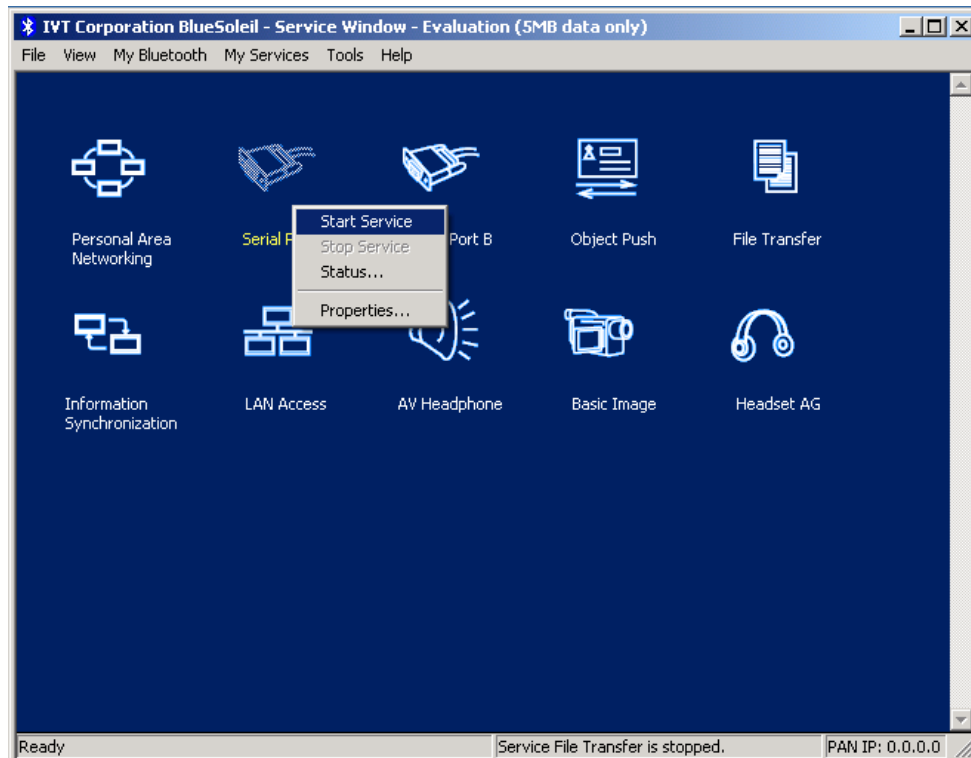 IVT Corporation BlueSoleil - Service Window - Evaluation (5MB data only)
File View My Bluetooth My Services Tools Help
Personal Area
Networking
Serial
Port B
Object Push
File Transfer
Start Service
Stop Service
Status...
Properties...
Information
Synchronization
LAN Access
AV Headphone
Basic Image
Headset AG
Ready
Service File Transfer is stopped.
PAN IP: 0.0.0.0